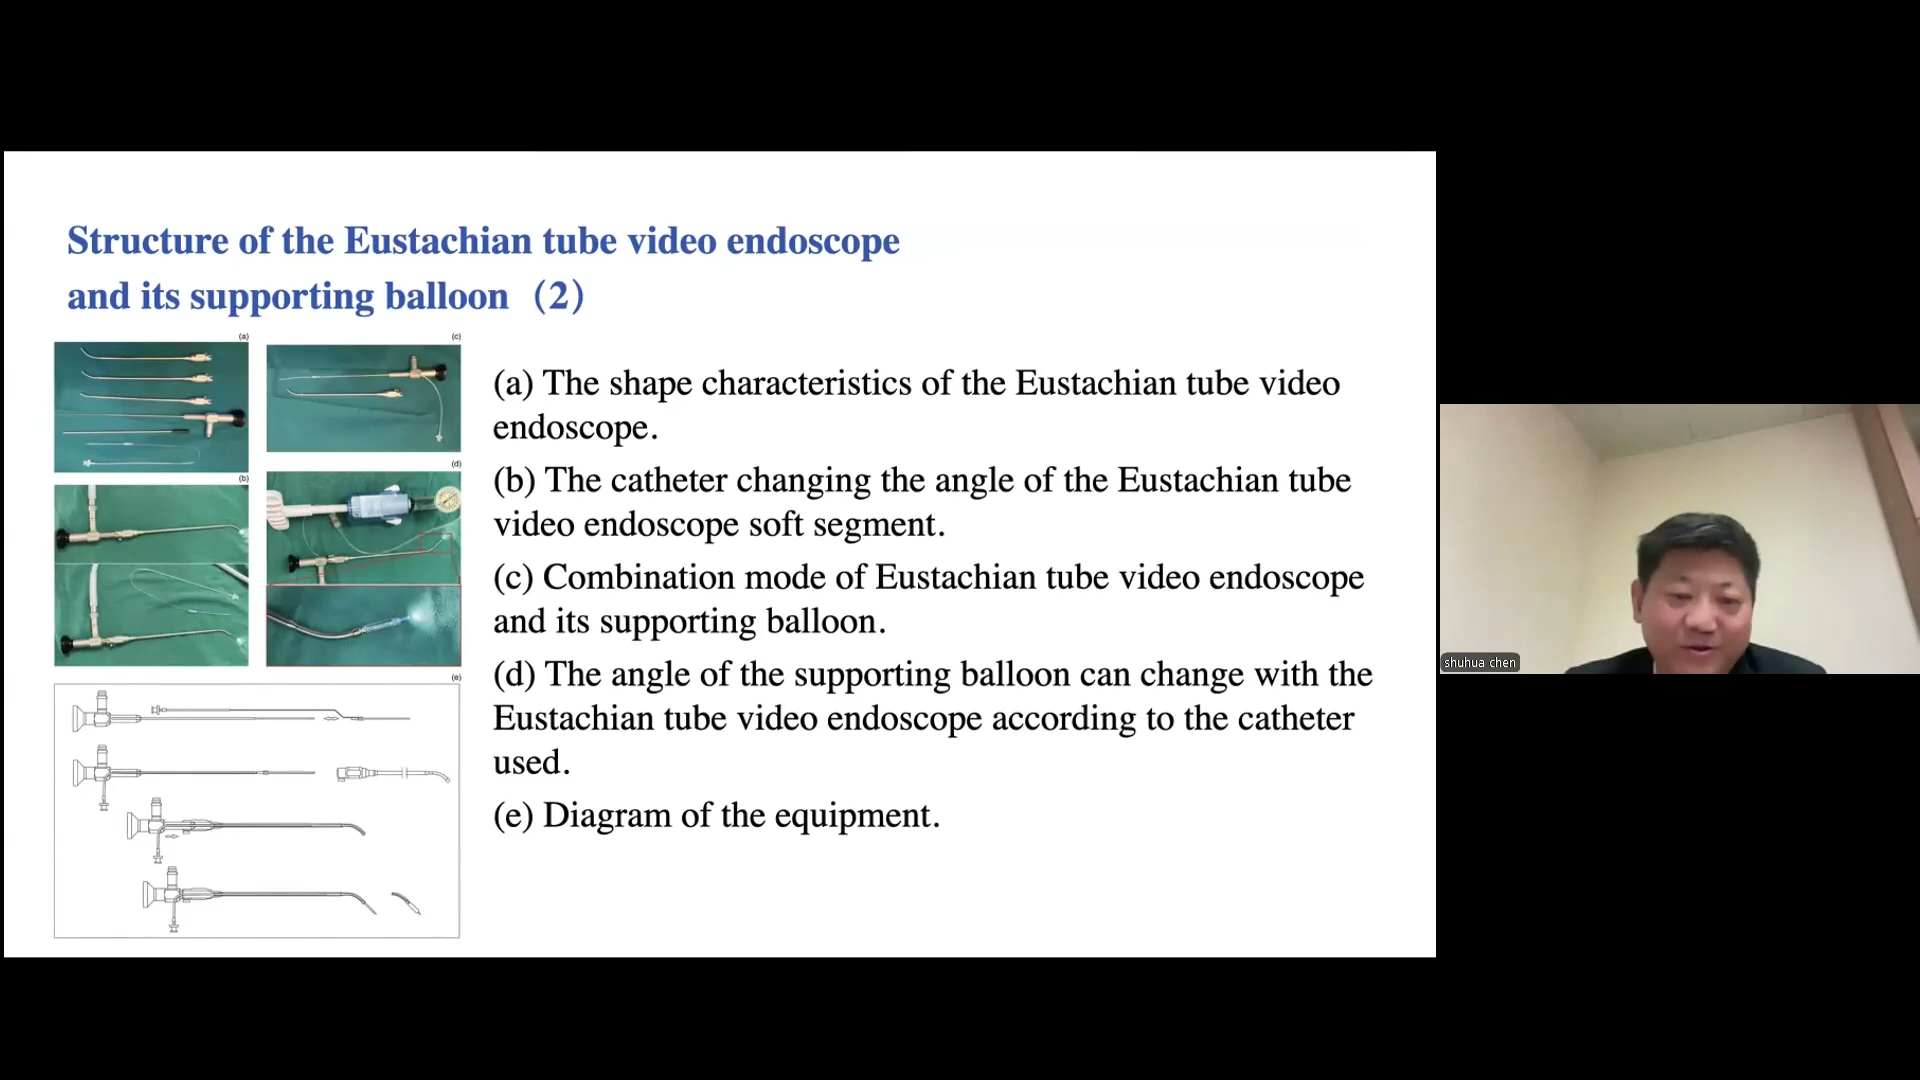 Structure of the Eustachian tube video endoscope
and its supporting balloon（2）
(a)
(c)
(b)
(d)
(e)
(a) The shape characteristics of the Eustachian tube video
endoscope.
(b) The catheter changing the angle of the Eustachian tube
video endoscope soft segment.
(c) Combination mode of Eustachian tube video endoscope
and its supporting balloon.
(d) The angle of the supporting balloon can change with the
Eustachian tube video endoscope according to the catheter
used.
(e) Diagram of the equipment.
shuhua chen